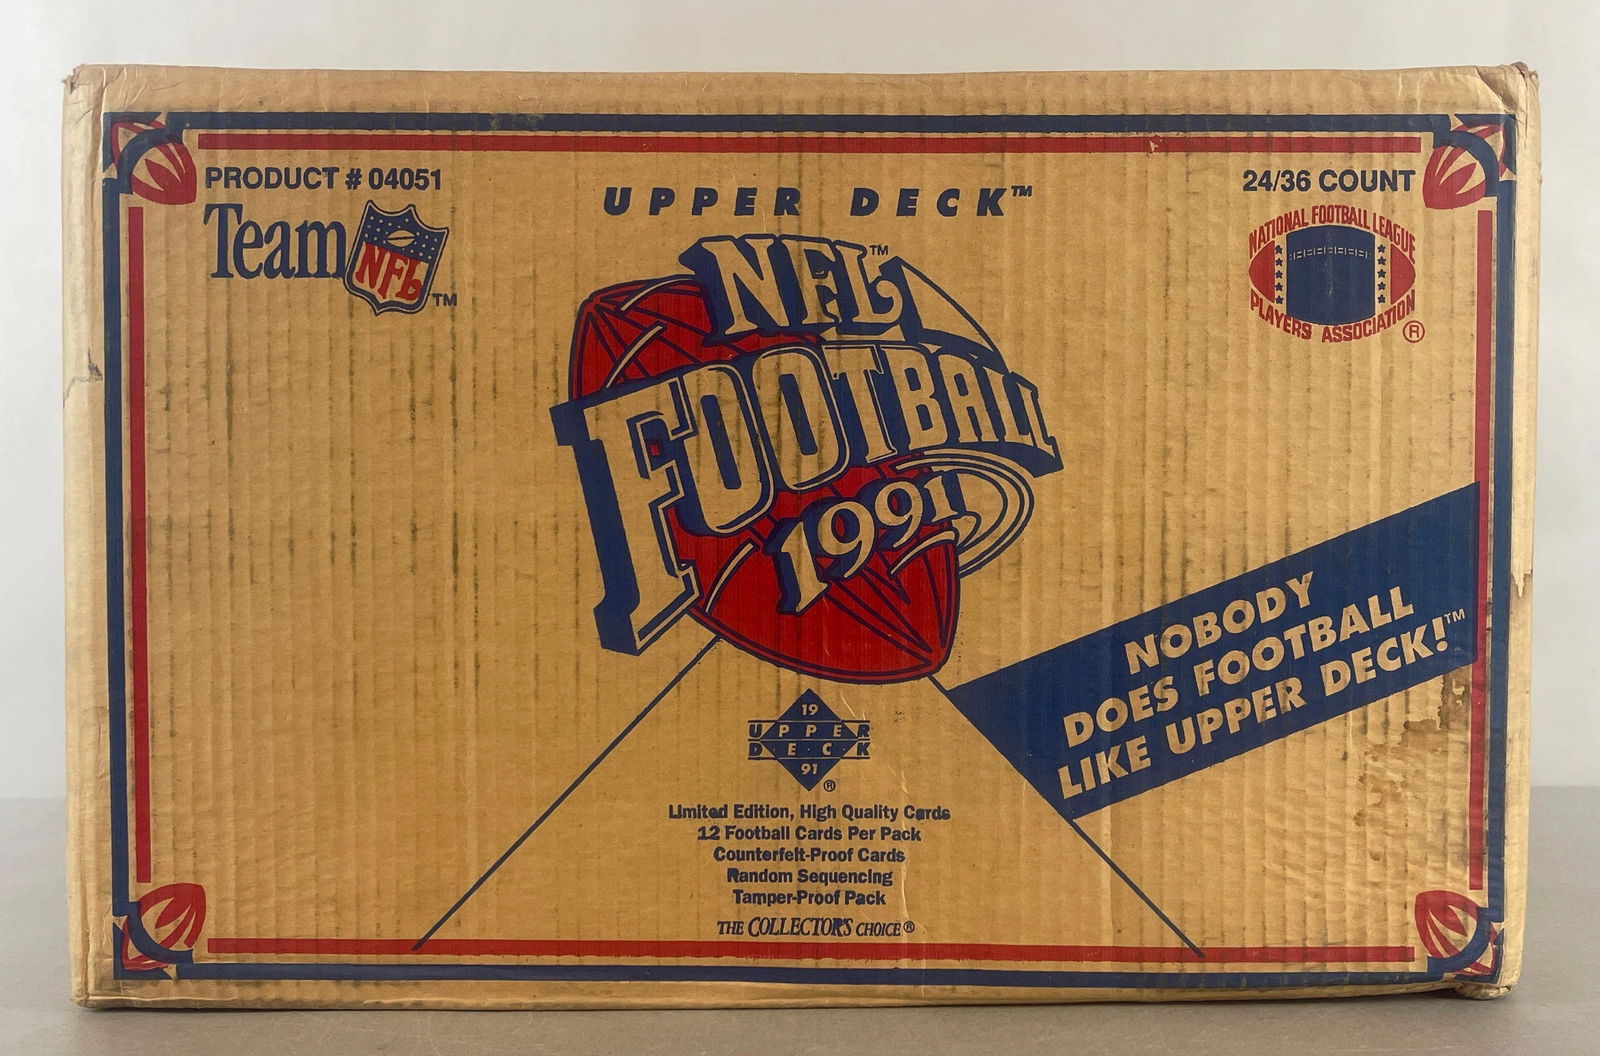 PRODUCT # 04051
Team NFL™
UPPER DECK™
24/36 COUNT
NATIONAL FOOTBALL LEAGUE
PLAYERS ASSOCIATION®
NFL™
FOOTBALL
1991
NOBODY
DOES FOOTBALL
LIKE UPPER DECK!™
19
UPPER
D·E·C·K
91
®
Limited Edition, High Quality Cards
12 Football Cards Per Pack
Counterfeit-Proof Cards
Random Sequencing
Tamper-Proof Pack
THE COLLECTOR'S CHOICE®